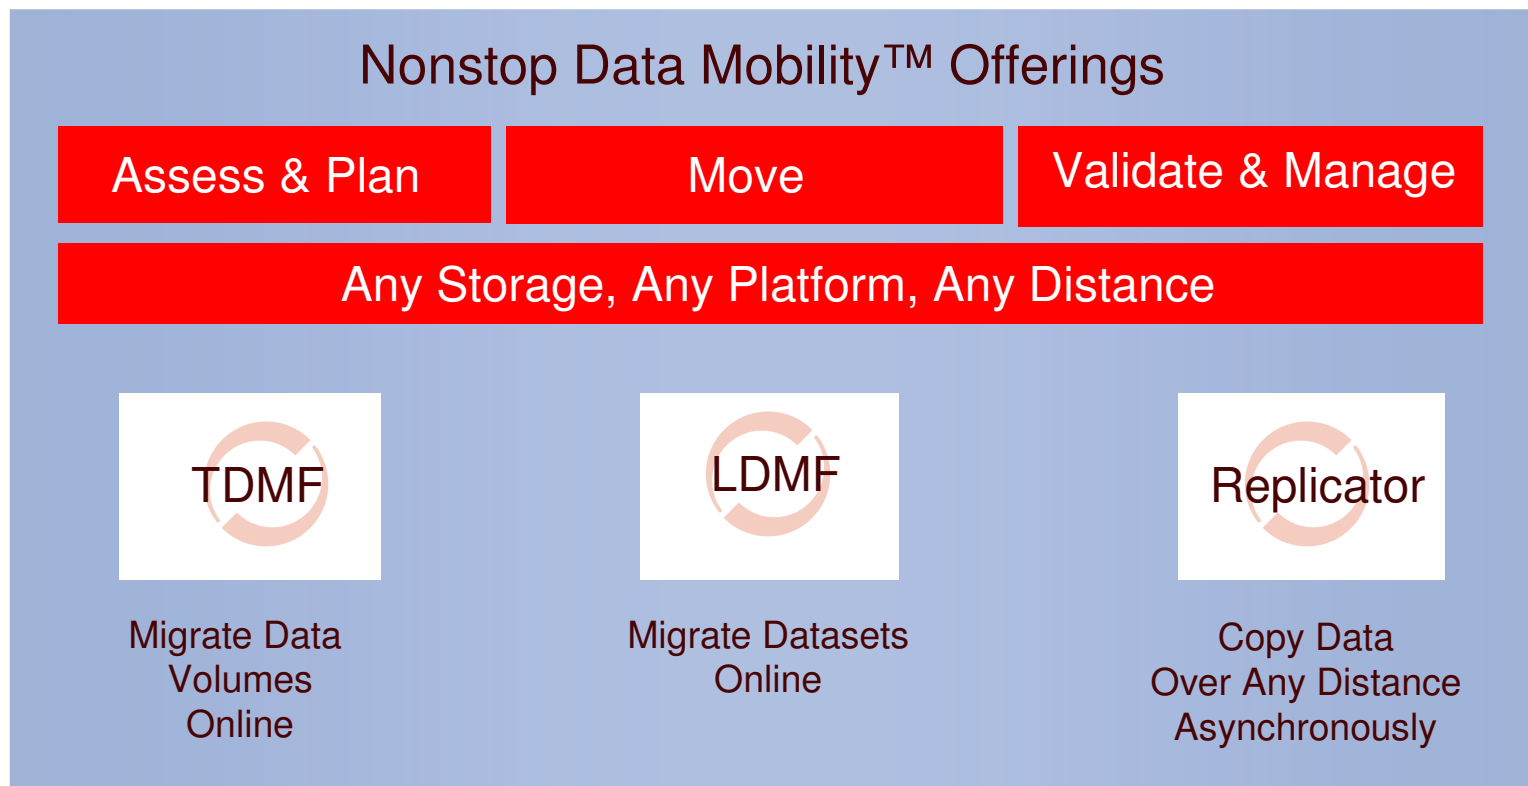 Nonstop Data Mobility™ Offerings
Assess & Plan
Move
Validate & Manage
Any Storage, Any Platform, Any Distance
TDMF
LDMF
Replicator
Migrate Data
Volumes
Online
Migrate Datasets
Online
Copy Data
Over Any Distance
Asynchronously